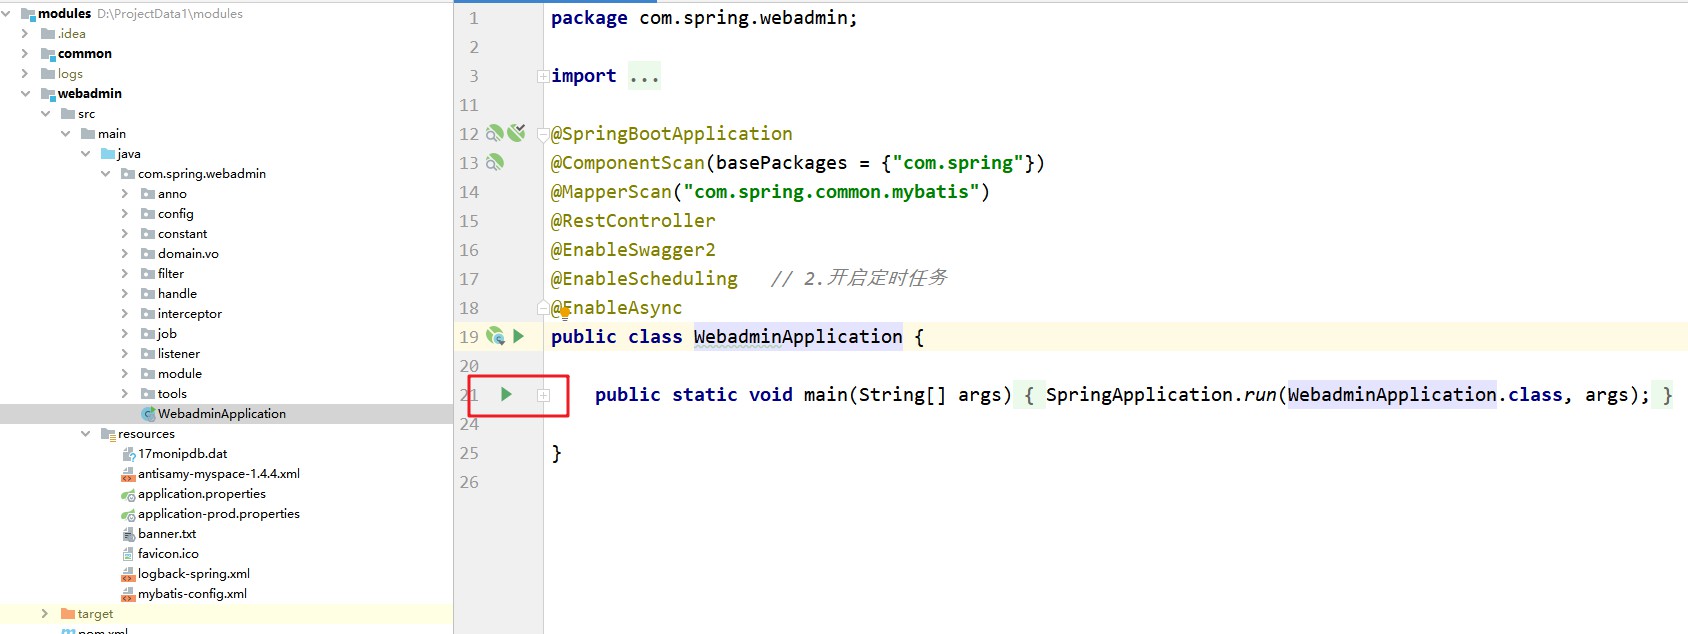 modules D:\ProjectData1\modules
.idea
common
logs
webadmin
src
main
java
com.spring.webadmin
anno
config
constant
domain.vo
filter
handle
interceptor
job
listener
module
tools
WebadminApplication
resources
17monipdb.dat
antisamy-myspace-1.4.4.xml
application.properties
application-prod.properties
banner.txt
favicon.ico
logback-spring.xml
mybatis-config.xml
target
pom.xml
1 package com.spring.webadmin;
2
3 import ...
11
12 @SpringBootApplication
13 @ComponentScan(basePackages = {"com.spring"})
14 @MapperScan("com.spring.common.mybatis")
15 @RestController
16 @EnableSwagger2
17 @EnableScheduling // 2.开启定时任务
18 @EnableAsync
19 public class WebadminApplication {
20
21 public static void main(String[] args) { SpringApplication.run(WebadminApplication.class, args); }
24
25 }
26